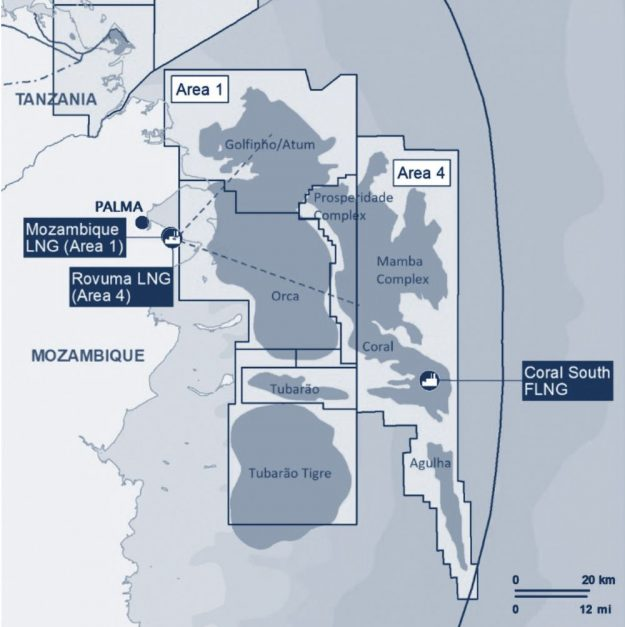 TANZANIA
Area 1
Golfinho/Atum
Area 4
PALMA
Prosperidade
Complex
Mozambique
LNG (Area 1)
Rovuma LNG
(Area 4)
Mamba
Complex
Orca
MOZAMBIQUE
Coral
Coral South
FLNG
Tubarão
Agulha
Tubarão Tigre
0 20 km
0 12 mi